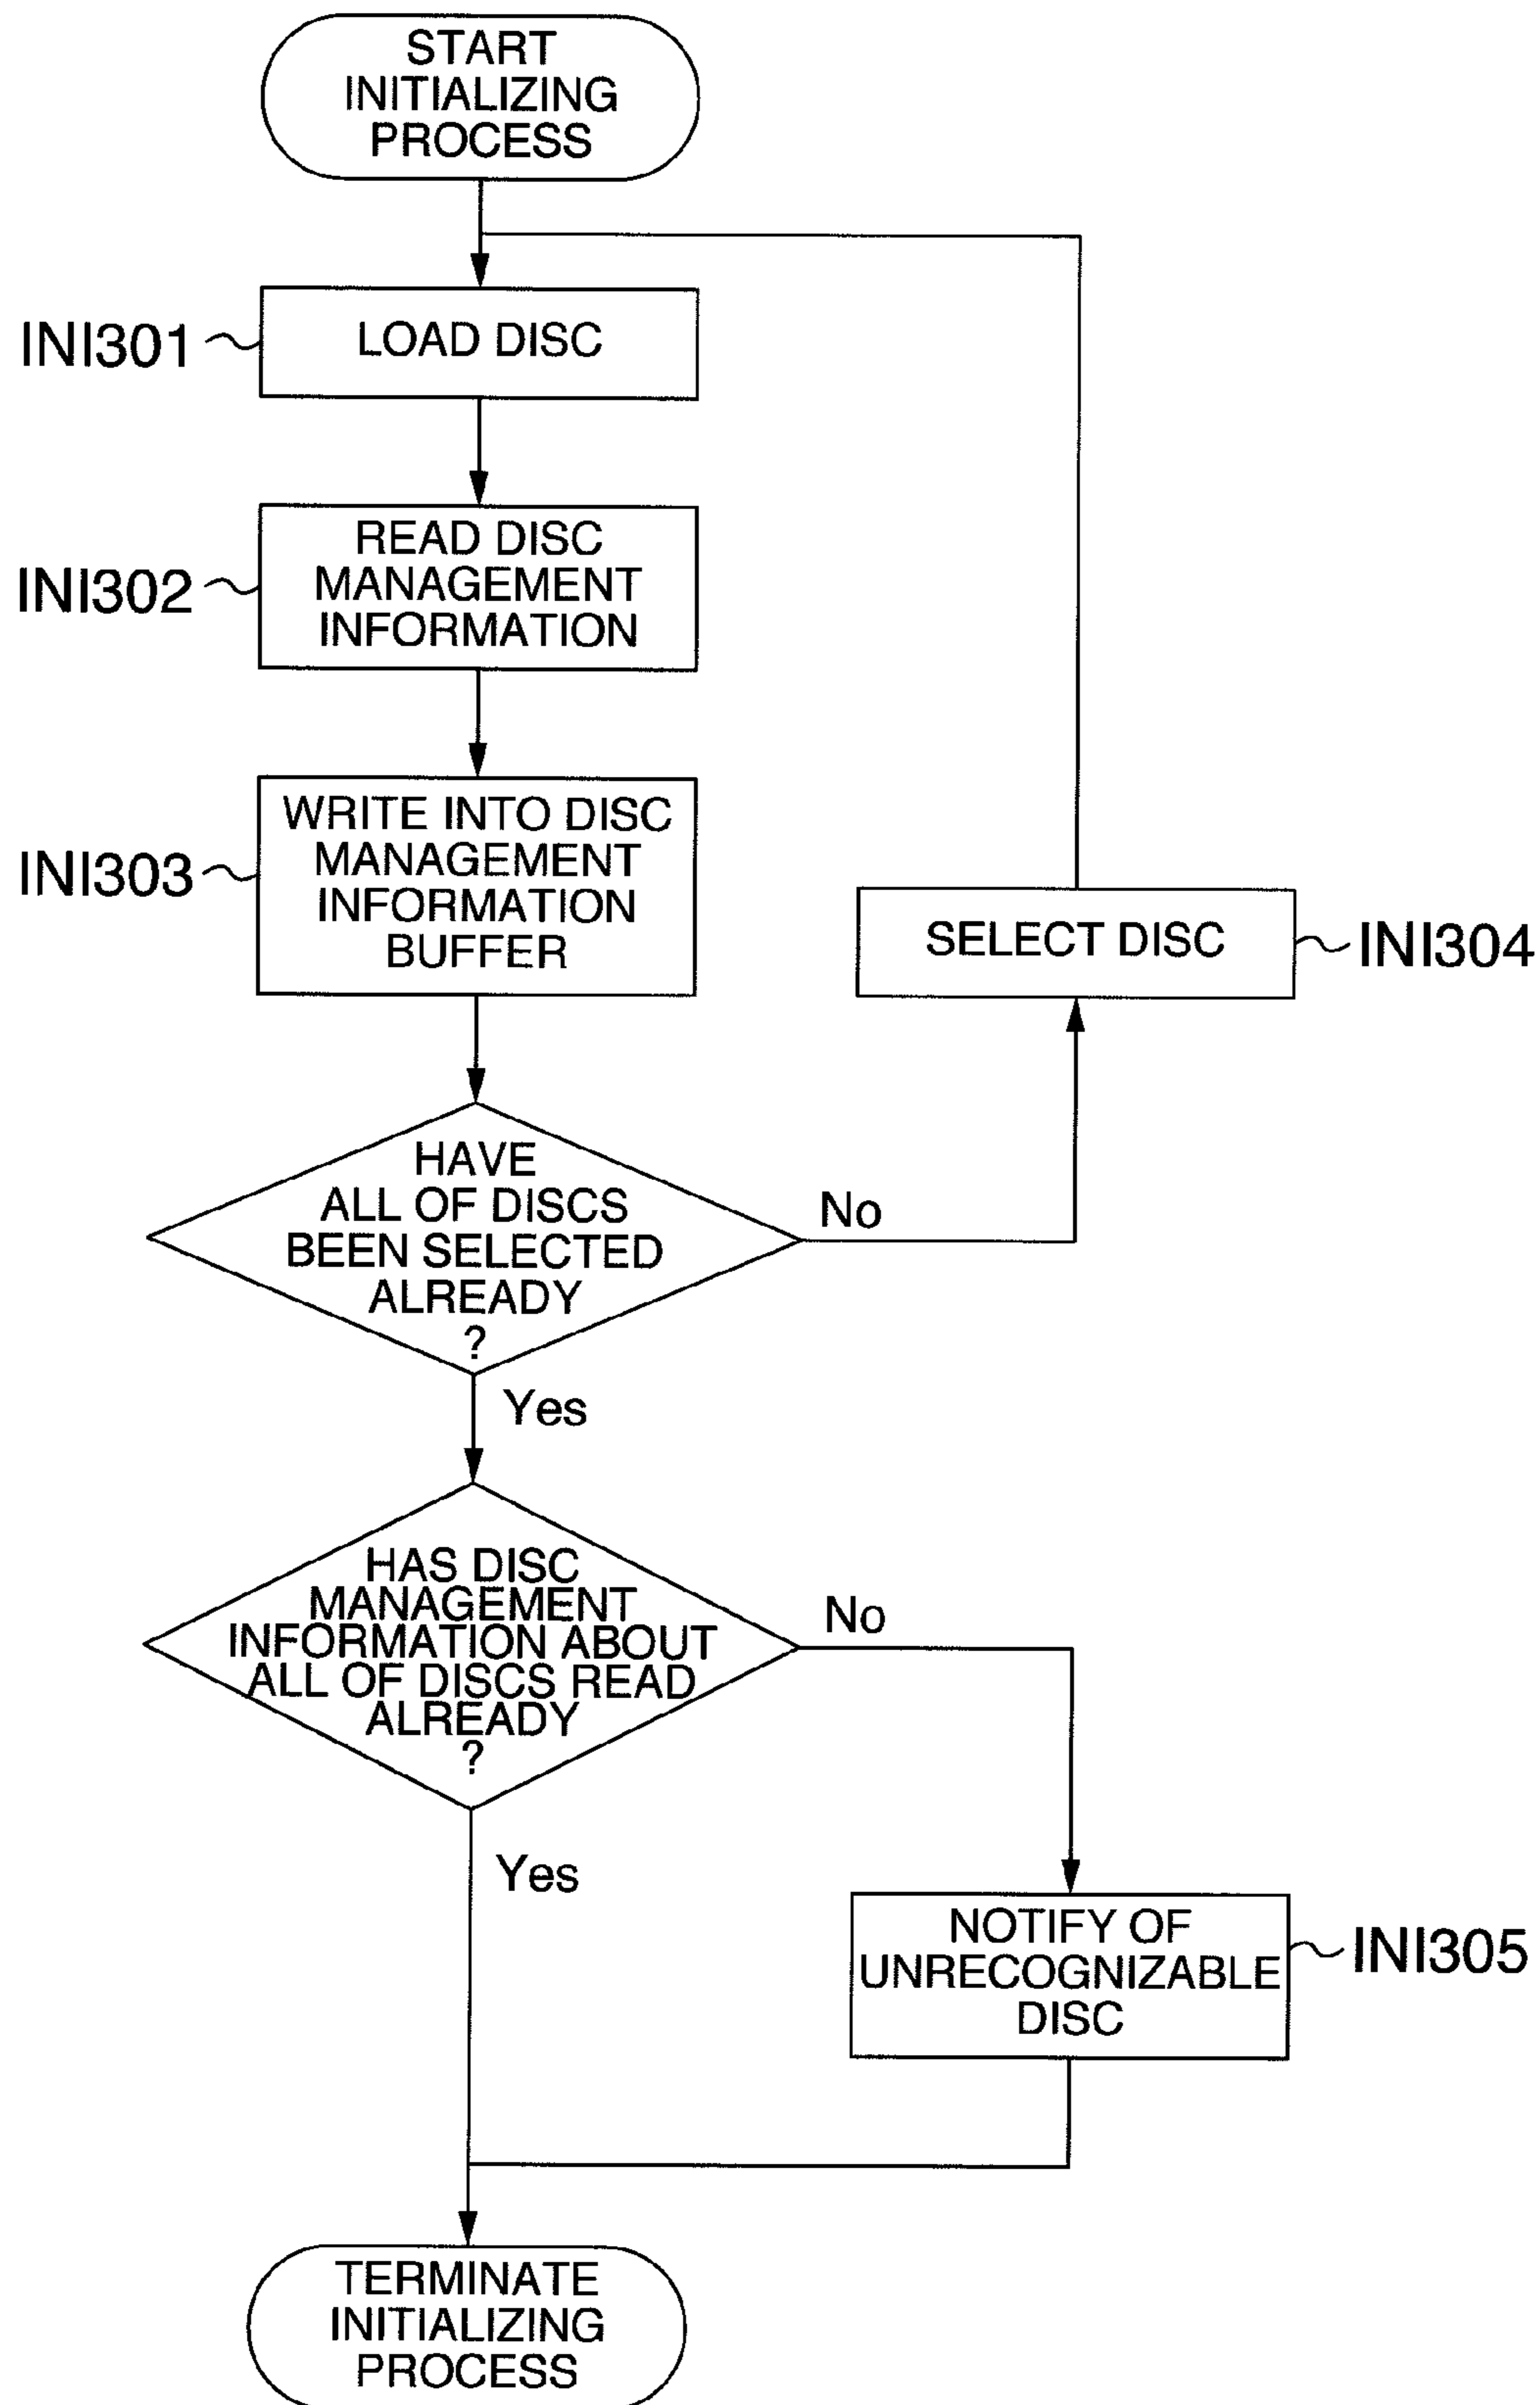 START
INITIALIZING
PROCESS
INI301
LOAD DISC
INI302
READ DISC
MANAGEMENT
INFORMATION
INI303
WRITE INTO DISC
MANAGEMENT
INFORMATION
BUFFER
SELECT DISC
INI304
HAVE
ALL OF DISCS
BEEN SELECTED
ALREADY
?
No
Yes
HAS DISC
MANAGEMENT
INFORMATION ABOUT
ALL OF DISCS READ
ALREADY
?
No
Yes
NOTIFY OF
UNRECOGNIZABLE
DISC
INI305
TERMINATE
INITIALIZING
PROCESS